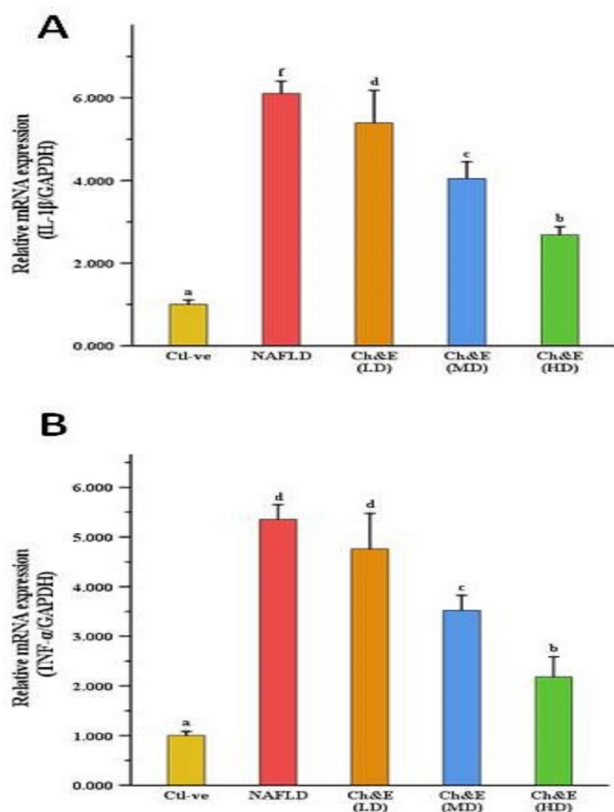 A
Relative mRNA expression
(IL-1β/GAPDH)
6.000
4.000
2.000
0.000
a
f
d
c
b
Ctl-ve
NAFLD
Ch&E
(LD)
Ch&E
(MD)
Ch&E
(HD)
B
Relative mRNA expression
(INF-α/GAPDH)
6.000
5.000
4.000
3.000
2.000
1.000
0.000
a
d
d
c
b
Ctl-ve
NAFLD
Ch&E
(LD)
Ch&E
(MD)
Ch&E
(HD)